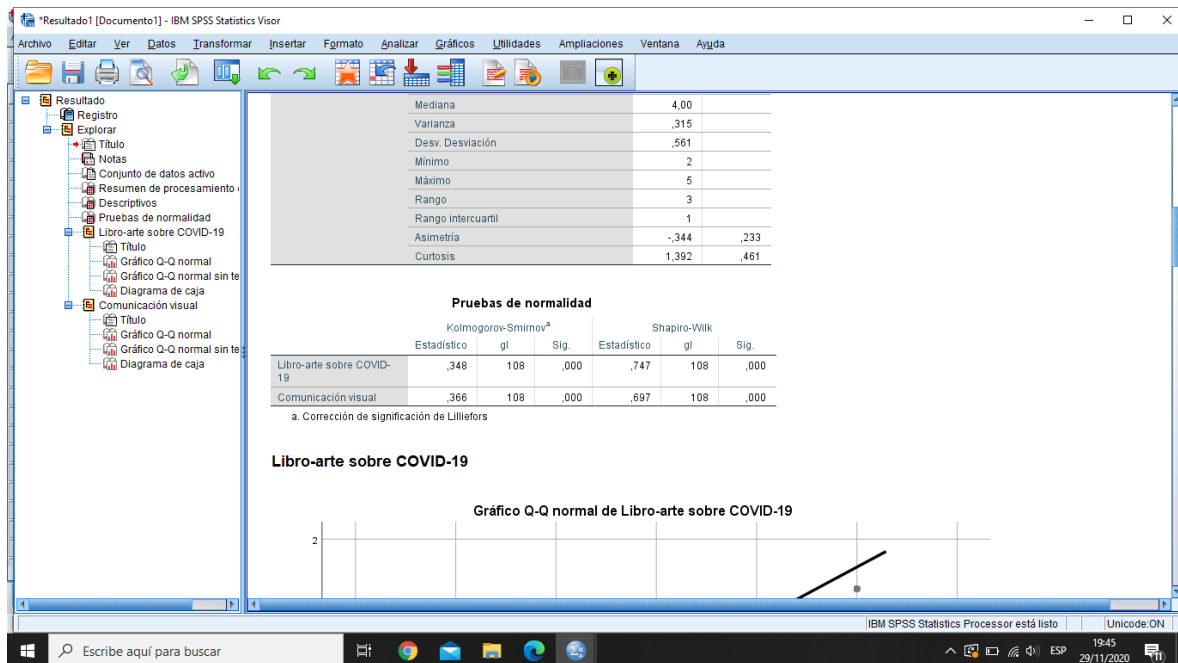 *Resultado1 [Documento1] - IBM SPSS Statistics Visor
Archivo Editar Ver Datos Transformar Insertar Formato Analizar Gráficos Utilidades Ampliaciones Ventana Ayuda
Resultado
Registro
Explorar
Título
Notas
Conjunto de datos activo
Resumen de procesamiento
Descriptivos
Pruebas de normalidad
Libro-arte sobre COVID-19
Título
Gráfico Q-Q normal
Gráfico Q-Q normal sin te
Diagrama de caja
Comunicación visual
Título
Gráfico Q-Q normal
Gráfico Q-Q normal sin te
Diagrama de caja
Mediana 4,00
Varianza ,315
Desv. Desviación ,561
Mínimo 2
Máximo 5
Rango 3
Rango intercuartil 1
Asimetría -,344 ,233
Curtosis 1,392 ,461
Pruebas de normalidad
Kolmogorov-Smirnov^a Shapiro-Wilk
Estadístico gl Sig. Estadístico gl Sig.
Libro-arte sobre COVID- ,348 108 ,000 ,747 108 ,000
19
Comunicación visual ,366 108 ,000 ,697 108 ,000
a. Corrección de significación de Lilliefors
Libro-arte sobre COVID-19
Gráfico Q-Q normal de Libro-arte sobre COVID-19
2
IBM SPSS Statistics Processor está listo Unicode:ON
Escribe aquí para buscar
ESP
19:45
29/11/2020